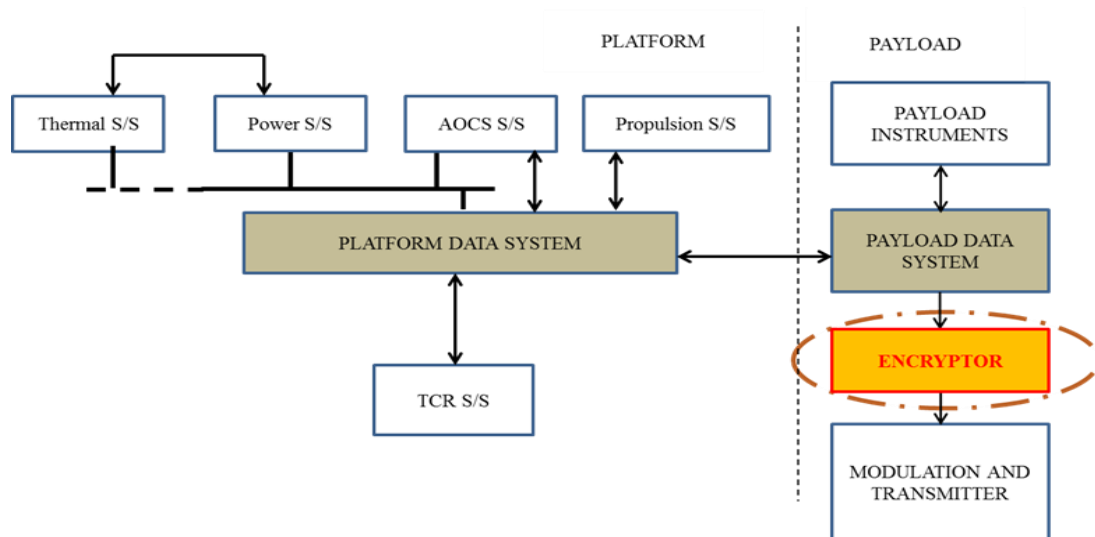 PLATFORM
PAYLOAD
Thermal S/S
Power S/S
AOCS S/S
Propulsion S/S
PAYLOAD
INSTRUMENTS
PLATFORM DATA SYSTEM
PAYLOAD DATA
SYSTEM
ENCRYPTOR
TCR S/S
MODULATION AND
TRANSMITTER